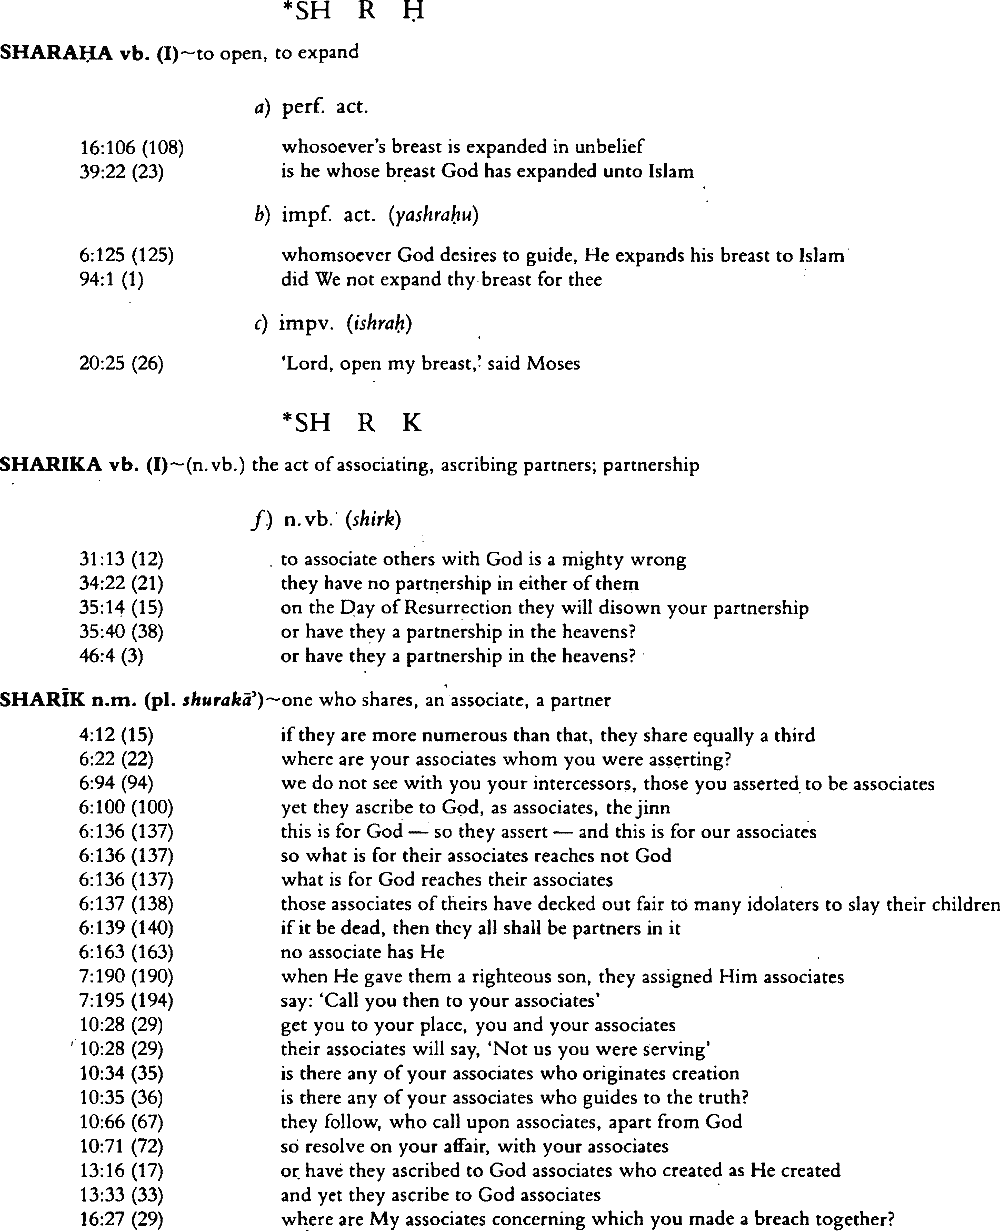 *SH R Ḥ
SHARAḤA vb. (I)~to open, to expand
a) perf. act.
16:106 (108) whosoever's breast is expanded in unbelief
39:22 (23) is he whose breast God has expanded unto Islam
b) impf. act. (yashraḥu)
6:125 (125) whomsoever God desires to guide, He expands his breast to Islam
94:1 (1) did We not expand thy breast for thee
c) impv. (ishraḥ)
20:25 (26) 'Lord, open my breast,' said Moses
*SH R K
SHARIKA vb. (I)~(n.vb.) the act of associating, ascribing partners; partnership
f) n.vb. (shirk)
31:13 (12) to associate others with God is a mighty wrong
34:22 (21) they have no partnership in either of them
35:14 (15) on the Day of Resurrection they will disown your partnership
35:40 (38) or have they a partnership in the heavens?
46:4 (3) or have they a partnership in the heavens?
SHARĪK n.m. (pl. shurakāʾ)~one who shares, an associate, a partner
4:12 (15) if they are more numerous than that, they share equally a third
6:22 (22) where are your associates whom you were asserting?
6:94 (94) we do not see with you your intercessors, those you asserted to be associates
6:100 (100) yet they ascribe to God, as associates, the jinn
6:136 (137) this is for God — so they assert — and this is for our associates
6:136 (137) so what is for their associates reaches not God
6:136 (137) what is for God reaches their associates
6:137 (138) those associates of theirs have decked out fair to many idolaters to slay their children
6:139 (140) if it be dead, then they all shall be partners in it
6:163 (163) no associate has He
7:190 (190) when He gave them a righteous son, they assigned Him associates
7:195 (194) say: 'Call you then to your associates'
10:28 (29) get you to your place, you and your associates
10:28 (29) their associates will say, 'Not us you were serving'
10:34 (35) is there any of your associates who originates creation
10:35 (36) is there any of your associates who guides to the truth?
10:66 (67) they follow, who call upon associates, apart from God
10:71 (72) so resolve on your affair, with your associates
13:16 (17) or have they ascribed to God associates who created as He created
13:33 (33) and yet they ascribe to God associates
16:27 (29) where are My associates concerning which you made a breach together?